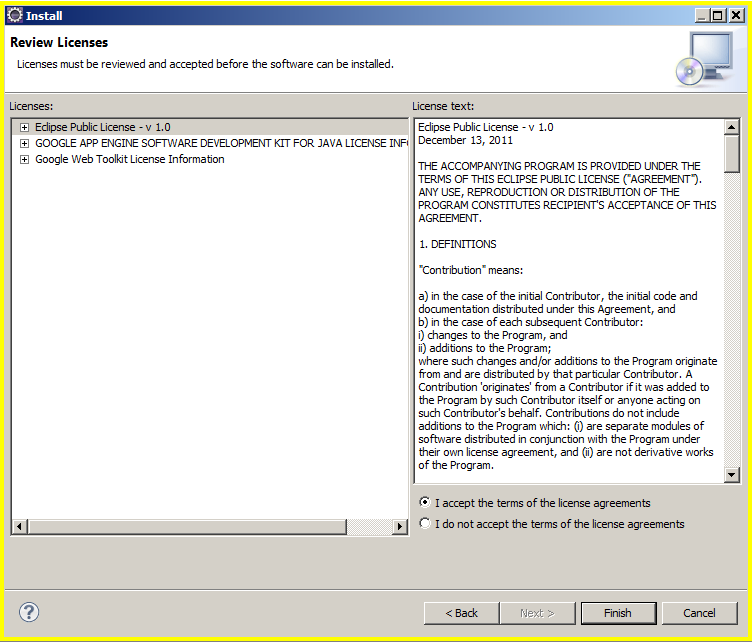 Install
Review Licenses
Licenses must be reviewed and accepted before the software can be installed.
Licenses:
Eclipse Public License - v 1.0
GOOGLE APP ENGINE SOFTWARE DEVELOPMENT KIT FOR JAVA LICENSE INF
Google Web Toolkit License Information
License text:
Eclipse Public License - v 1.0
December 13, 2011
THE ACCOMPANYING PROGRAM IS PROVIDED UNDER THE
TERMS OF THIS ECLIPSE PUBLIC LICENSE ("AGREEMENT").
ANY USE, REPRODUCTION OR DISTRIBUTION OF THE
PROGRAM CONSTITUTES RECIPIENT'S ACCEPTANCE OF THIS
AGREEMENT.
1. DEFINITIONS
"Contribution" means:
a) in the case of the initial Contributor, the initial code and
documentation distributed under this Agreement, and
b) in the case of each subsequent Contributor:
i) changes to the Program, and
ii) additions to the Program;
where such changes and/or additions to the Program originate
from and are distributed by that particular Contributor. A
Contribution 'originates' from a Contributor if it was added to
the Program by such Contributor itself or anyone acting on
such Contributor's behalf. Contributions do not include
additions to the Program which: (i) are separate modules of
software distributed in conjunction with the Program under
their own license agreement, and (ii) are not derivative works
of the Program.
I accept the terms of the license agreements
I do not accept the terms of the license agreements
?
< Back
Next >
Finish
Cancel